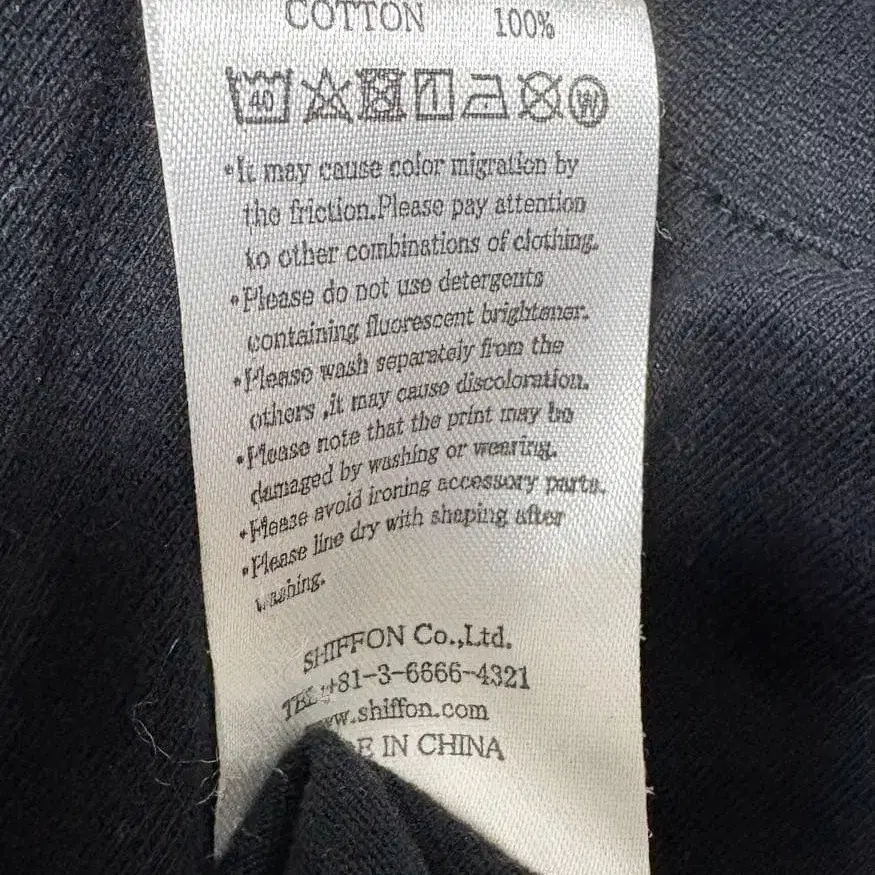 COTTON 100%
40
W
•It may cause color migration by
the friction.Please pay attention
to other combinations of clothing.
•Please do not use detergents
containing fluorescent brightener.
•Please wash separately from the
others ,it may cause discoloration.
•Please note that the print may be
damaged by washing or wearing.
•Please avoid ironing accessory parts.
•Please line dry with shaping after
washing.
SHIFFON Co.,Ltd.
TEL:+81-3-6666-4321
www.shiffon.com
E IN CHINA